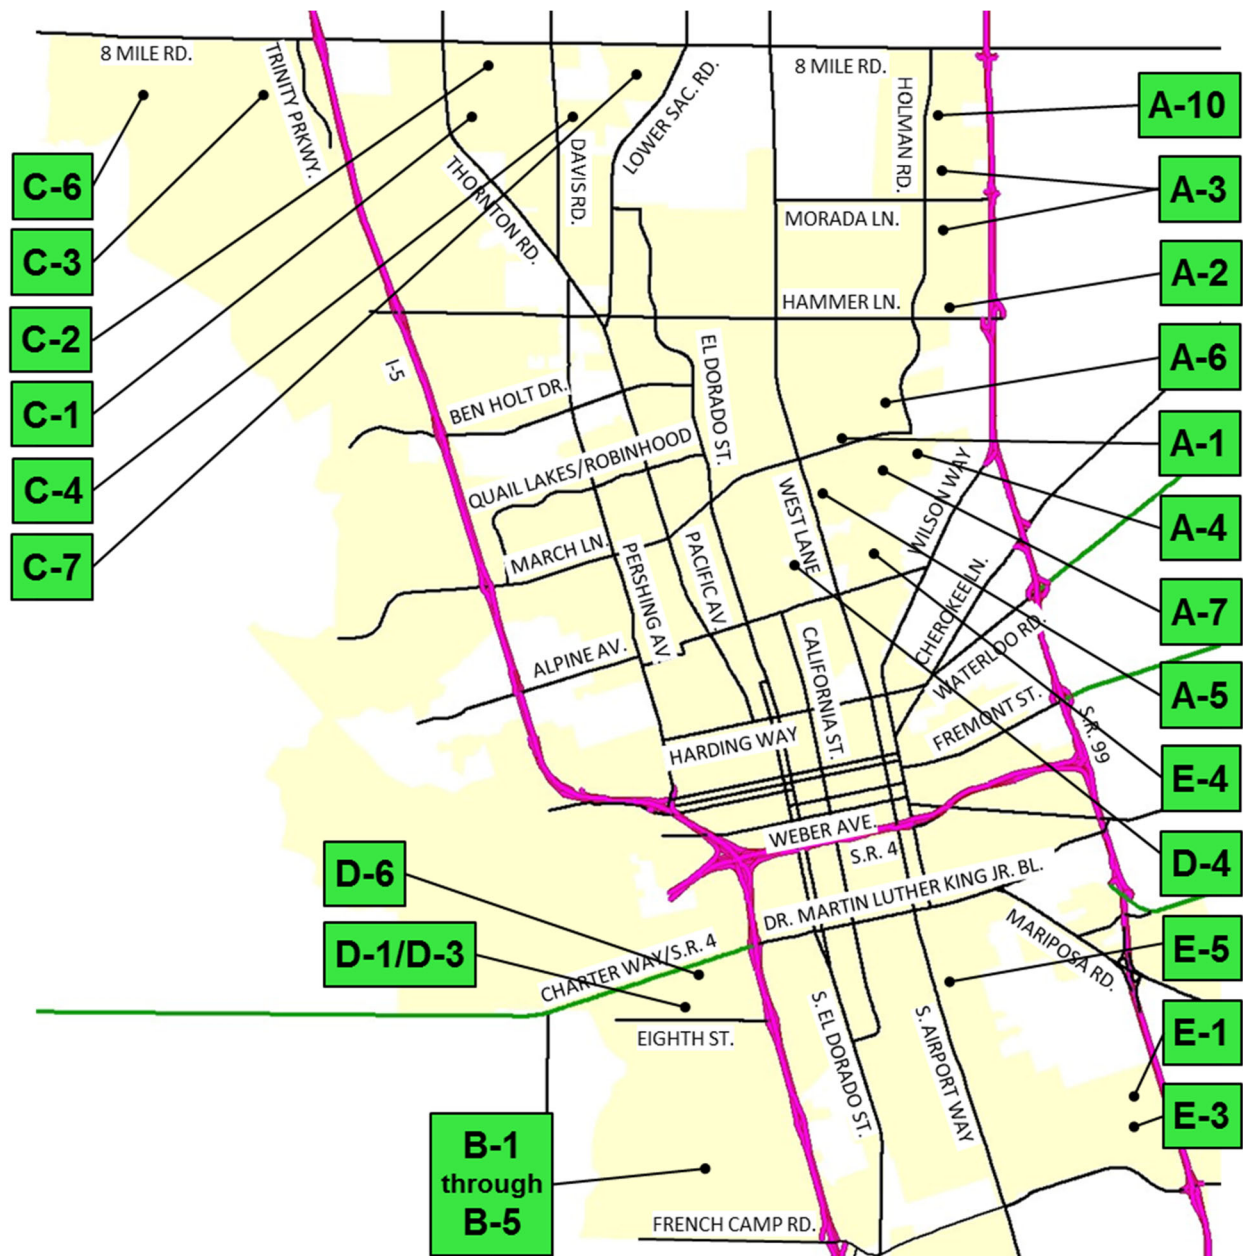 8 MILE RD.
TRINITY PRKWY.
LOWER SAC. RD.
8 MILE RD.
HOLMAN RD.
A-10
C-6
DAVIS RD.
THORNTON RD.
A-3
MORADA LN.
C-3
A-2
HAMMER LN.
C-2
I-5
EL DORADO ST.
A-6
C-1
BEN HOLT DR.
A-1
QUAIL LAKES/ROBINHOOD
C-4
WEST LANE
WILSON WAY
A-4
C-7
MARCH LN.
PERSHING AV.
PACIFIC AV.
CHEROKEE LN.
A-7
ALPINE AV.
CALIFORNIA ST.
WATERLOO RD.
A-5
HARDING WAY
FREMONT ST.
S.R. 99
E-4
WEBER AVE.
S.R. 4
D-4
D-6
DR. MARTIN LUTHER KING JR. BL.
MARIPOSA RD.
E-5
D-1/D-3
CHARTER WAY/S.R. 4
EIGHTH ST.
S. EL DORADO ST.
S. AIRPORT WAY
E-1
E-3
B-1
through
B-5
FRENCH CAMP RD.